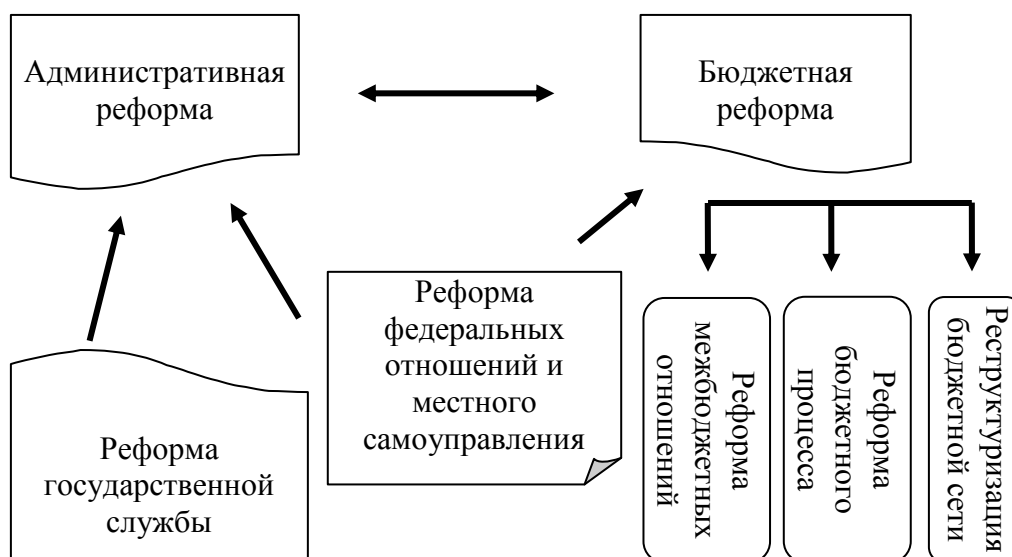 Административная
реформа
Бюджетная
реформа
Реформа
федеральных
отношений и
местного
самоуправления
Реформа
государственной
службы
Реформа
межбюджетных
отношений
Реформа
бюджетного
процесса
Реструктуризация
бюджетной сети